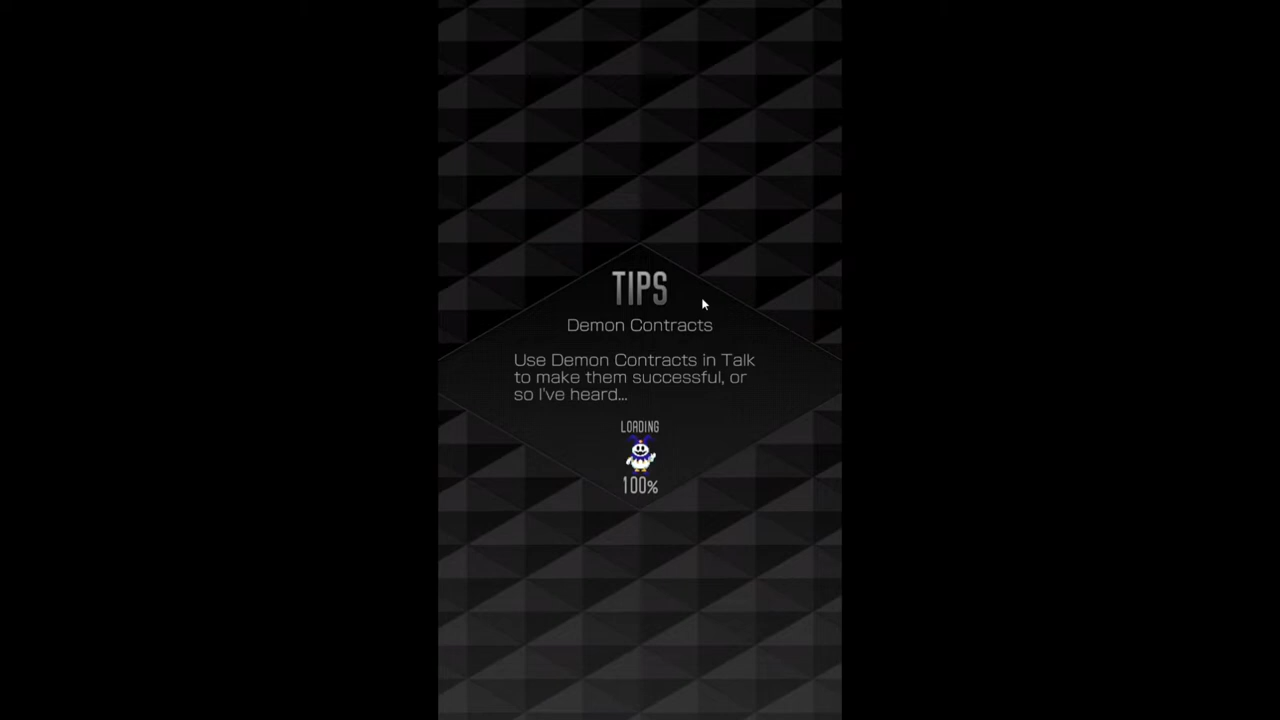 TIPS
Demon Contracts
Use Demon Contracts in Talk
to make them successful, or
so I've heard...
LOADING
100%